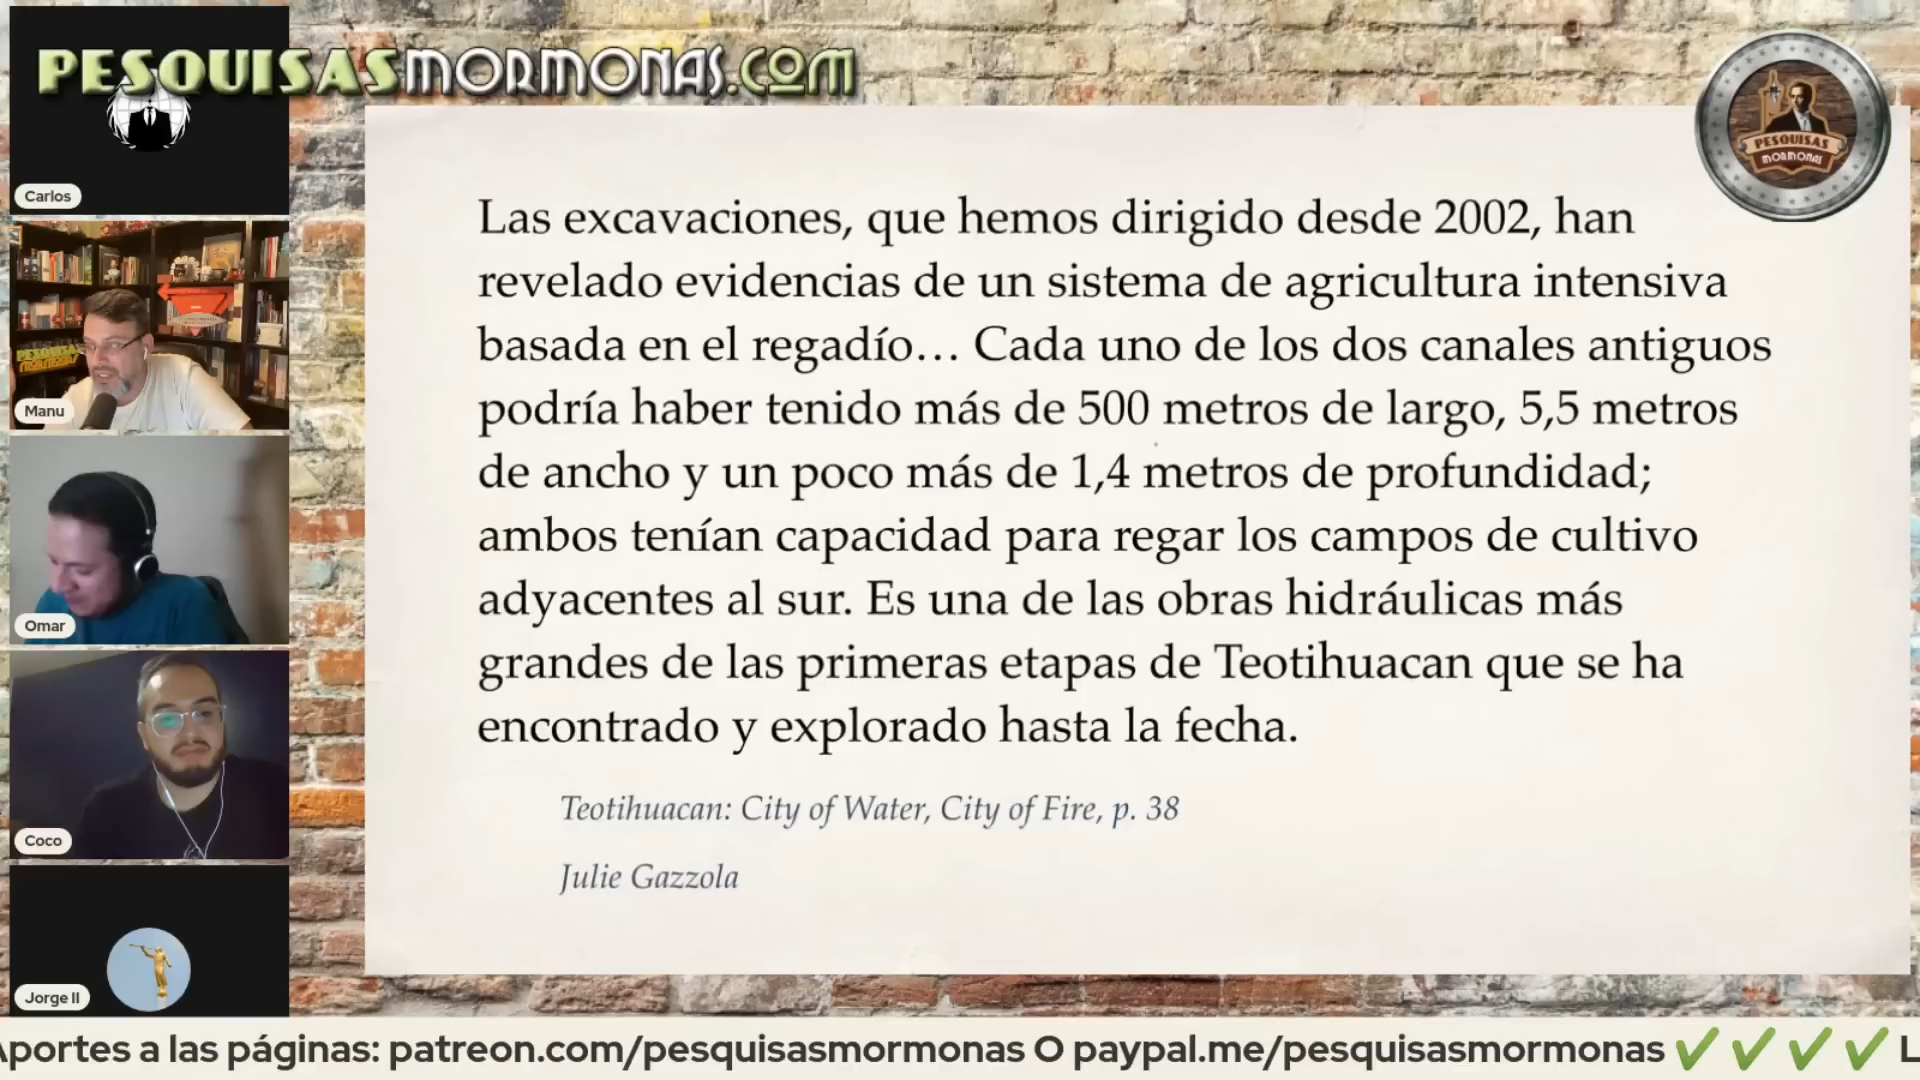 PESQUISASMORMONAS.COM
Carlos
Manu
Omar
Coco
Jorge II
PESQUISAS
MORMONAS
Las excavaciones, que hemos dirigido desde 2002, han
revelado evidencias de un sistema de agricultura intensiva
basada en el regadío… Cada uno de los dos canales antiguos
podría haber tenido más de 500 metros de largo, 5,5 metros
de ancho y un poco más de 1,4 metros de profundidad;
ambos tenían capacidad para regar los campos de cultivo
adyacentes al sur. Es una de las obras hidráulicas más
grandes de las primeras etapas de Teotihuacan que se ha
encontrado y explorado hasta la fecha.
Teotihuacan: City of Water, City of Fire, p. 38
Julie Gazzola
Aportes a las páginas: patreon.com/pesquisasmormonas O paypal.me/pesquisasmormonas ✔ ✔ ✔ ✔ L